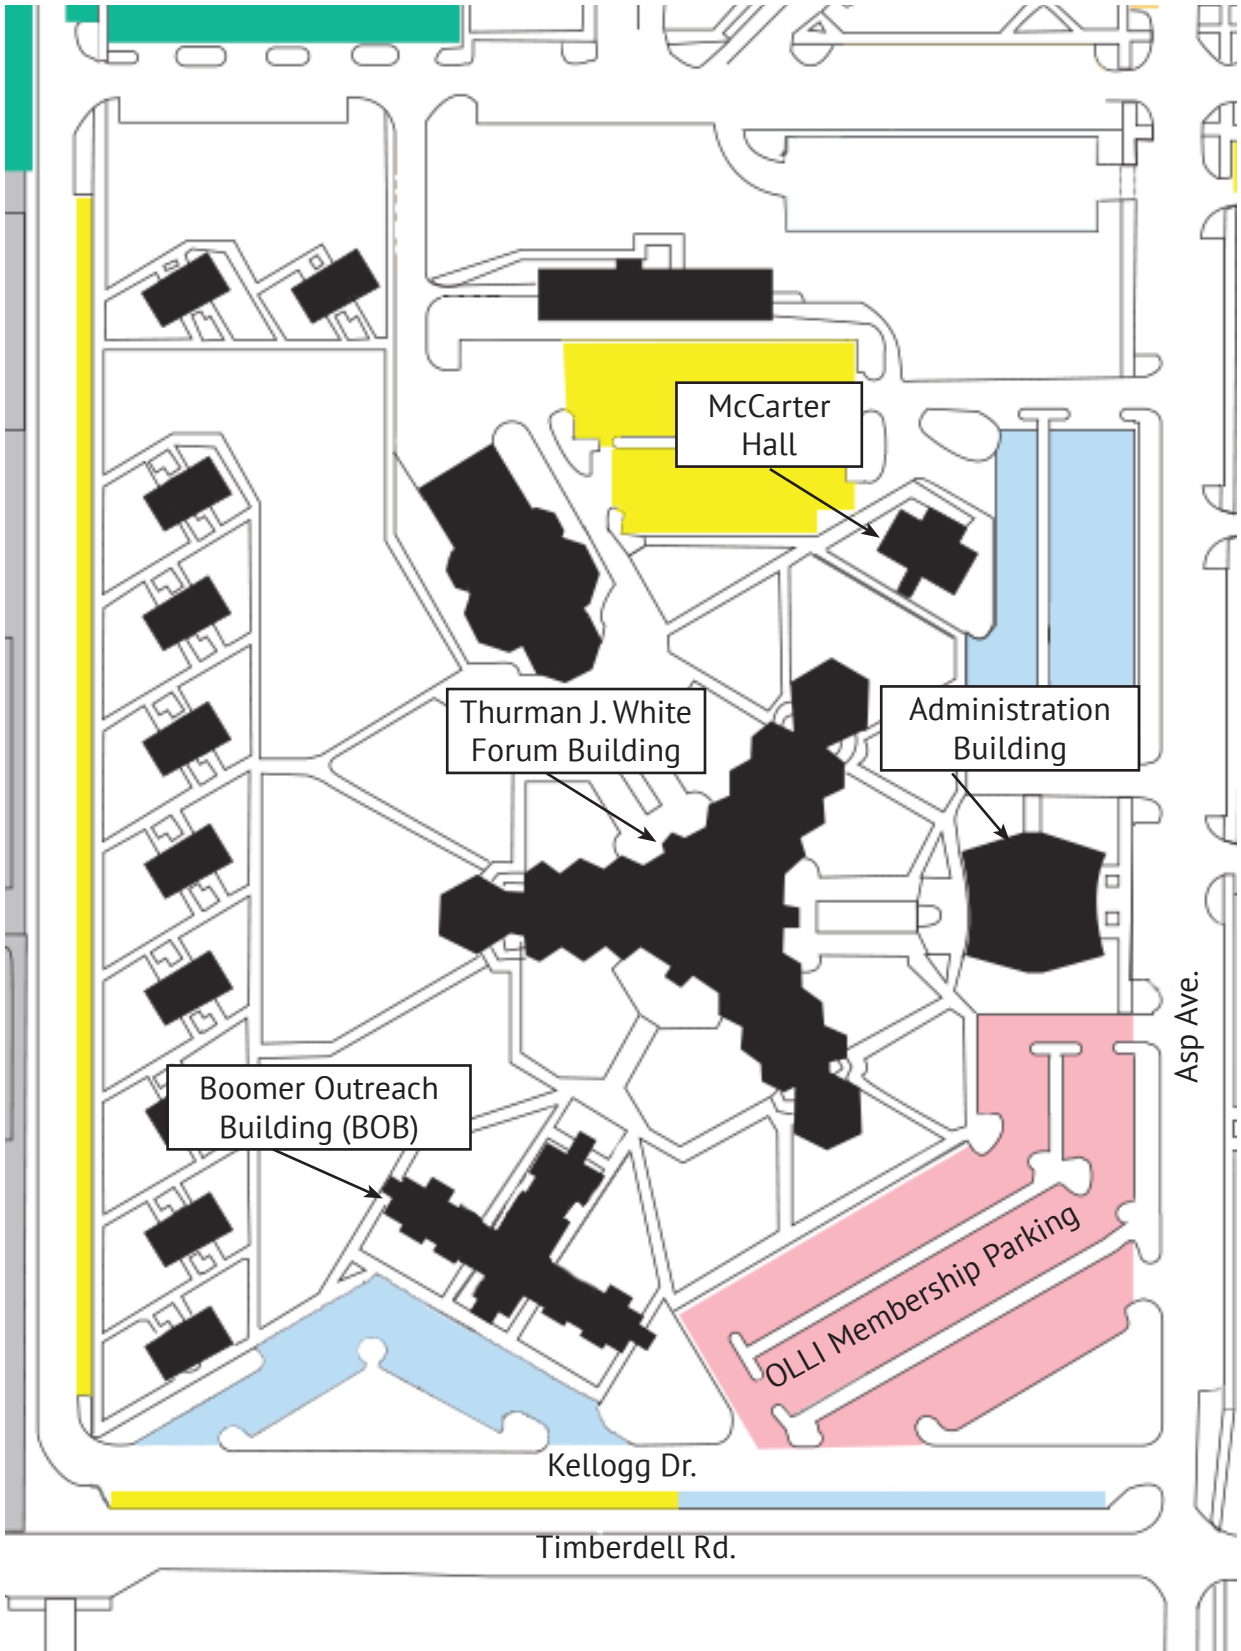 McCarter
Hall
Thurman J. White
Forum Building
Administration
Building
Asp Ave.
Boomer Outreach
Building (BOB)
OLLI Membership Parking
Kellogg Dr.
Timberdell Rd.